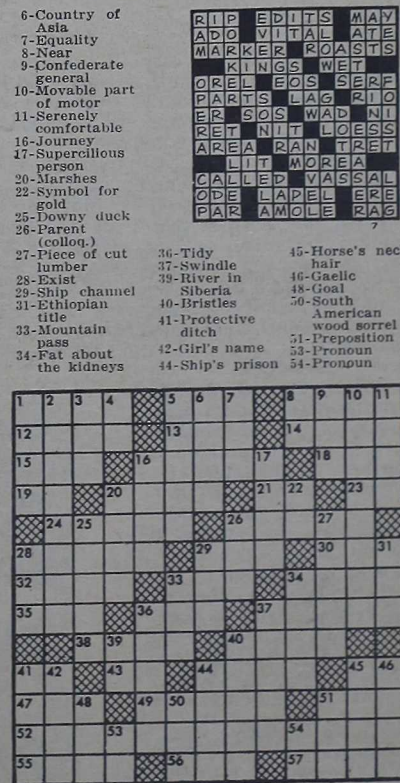 6-Country of
Asia
7-Equality
8-Near
9-Confederate
general
10-Movable part
of motor
11-Serenely
comfortable
16-Journey
17-Supercilious
person
20-Marshes
22-Symbol for
gold
25-Downy duck
26-Parent
(colloq.)
27-Piece of cut
lumber
28-Exist
29-Ship channel
31-Ethiopian
title
33-Mountain
pass
34-Fat about
the kidneys
36-Tidy
37-Swindle
39-River in
Siberia
40-Bristles
41-Protective
ditch
42-Girl's name
44-Ship's prison
45-Horse's nec
hair
46-Gaelic
48-Goal
50-South
American
wood sorrel
51-Preposition
53-Pronoun
54-Pronoun
RIP EDITS MAY
ADO VITAL ATE
MARKER ROASTS
KINGS WET
OREL EOS SERF
PARTS LAG RIO
ER SOS WAD NI
RET NIT LOESS
AREA RAN TRET
LIT MOREA
CALLED VASSAL
ODE LAPEL ERE
PAR AMOLE RAG
7
1 2 3 4 5 6 7 8 9 10 11
12 13 14
15 16 17 18
19 20 21 22 23
24 25 26 27
28 29 30 31
32 33 34
35 36 37
38 39 40
41 42 43 44 45 46
47 48 49 50 51
52 53 54
55 56 57